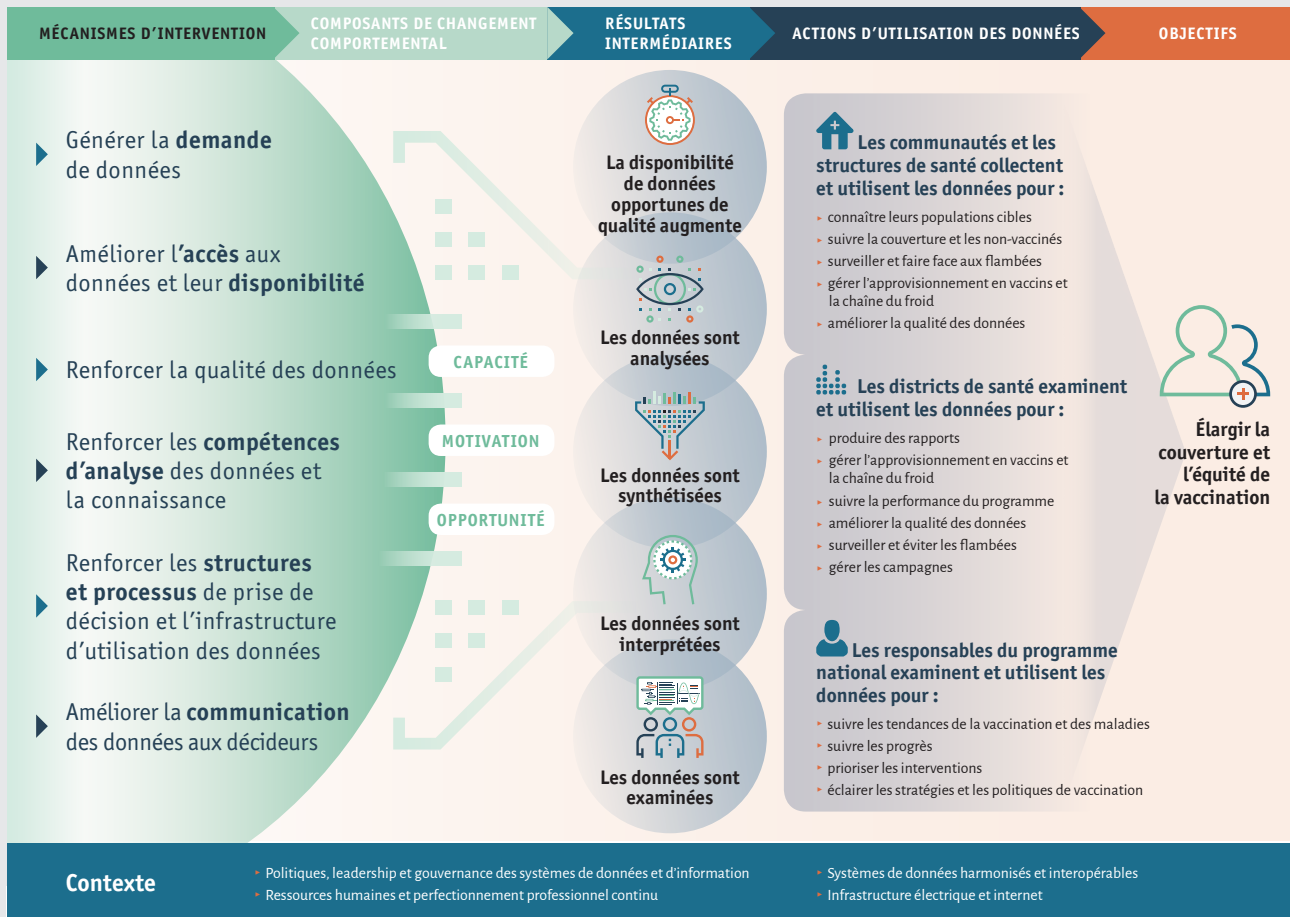 MÉCANISMES D'INTERVENTION
COMPOSANTS DE CHANGEMENT
COMPORTEMENTAL
RÉSULTATS
INTERMÉDIAIRES
ACTIONS D'UTILISATION DES DONNÉES
OBJECTIFS
Générer la demande
de données
Améliorer l'accès aux
données et leur disponibilité
Renforcer la qualité des données
Renforcer les compétences
d'analyse des données et
la connaissance
Renforcer les structures
et processus de prise de
décision et l'infrastructure
d'utilisation des données
Améliorer la communication
des données aux décideurs
CAPACITÉ
MOTIVATION
OPPORTUNITÉ
La disponibilité
de données
opportunes de
qualité augmente
Les données sont
analysées
Les données sont
synthétisées
Les données sont
interprétées
Les données sont
examinées
Les communautés et les
structures de santé collectent
et utilisent les données pour :
connaître leurs populations cibles
suivre la couverture et les non-vaccinés
surveiller et faire face aux flambées
gérer l'approvisionnement en vaccins et
la chaîne du froid
améliorer la qualité des données
Les districts de santé examinent
et utilisent les données pour :
produire des rapports
gérer l'approvisionnement en vaccins et
la chaîne du froid
suivre la performance du programme
améliorer la qualité des données
surveiller et éviter les flambées
gérer les campagnes
Les responsables du programme
national examinent et utilisent les
données pour :
suivre les tendances de la vaccination et des maladies
suivre les progrès
prioriser les interventions
éclairer les stratégies et les politiques de vaccination
Élargir la
couverture et
l'équité de
la vaccination
Contexte
Politiques, leadership et gouvernance des systèmes de données et d'information
Ressources humaines et perfectionnement professionnel continu
Systèmes de données harmonisés et interopérables
Infrastructure électrique et internet